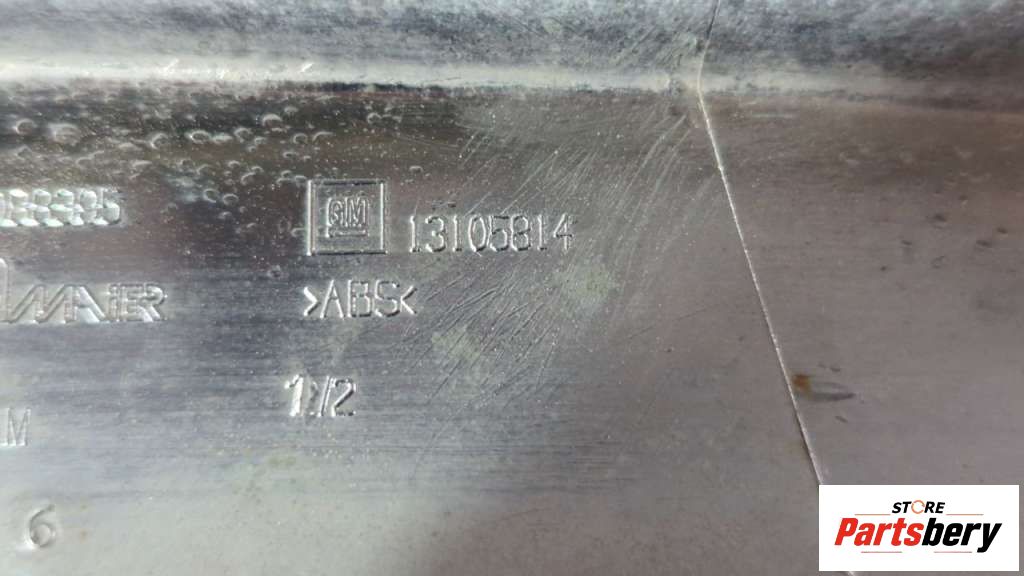 GM 13105814
MAIER
>ABS<
1/2
M
6
STORE
Partsbery